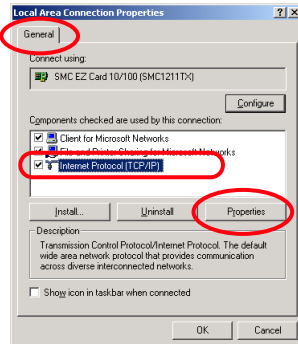 Local Area Connection Properties
General
Connect using:
SMC EZ Card 10/100 (SMC1211TX)
Configure
Components checked are used by this connection:
Client for Microsoft Networks
File and Printer Sharing for Microsoft Networks
Internet Protocol (TCP/IP)
Install...
Uninstall
Properties
Description
Transmission Control Protocol/Internet Protocol. The default
wide area network protocol that provides communication
across diverse interconnected networks.
Show icon in taskbar when connected
OK
Cancel